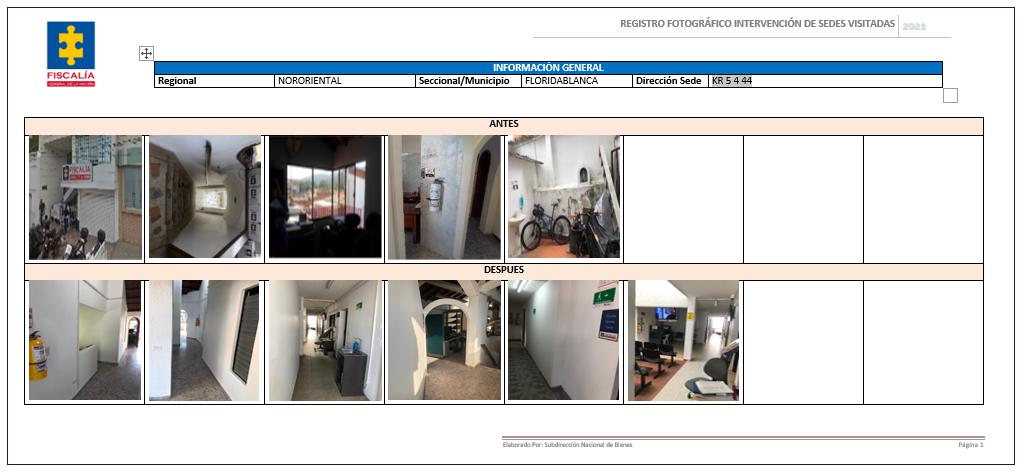 REGISTRO FOTOGRÁFICO INTERVENCIÓN DE SEDES VISITADAS 2021
FISCALÍA
GENERAL DE LA NACIÓN
INFORMACIÓN GENERAL
Regional NORORIENTAL Seccional/Municipio FLORIDABLANCA Dirección Sede KR 5 4 44
ANTES
FISCALÍA
DESPUES
Elaborado Por: Subdirección Nacional de Bienes Página 1